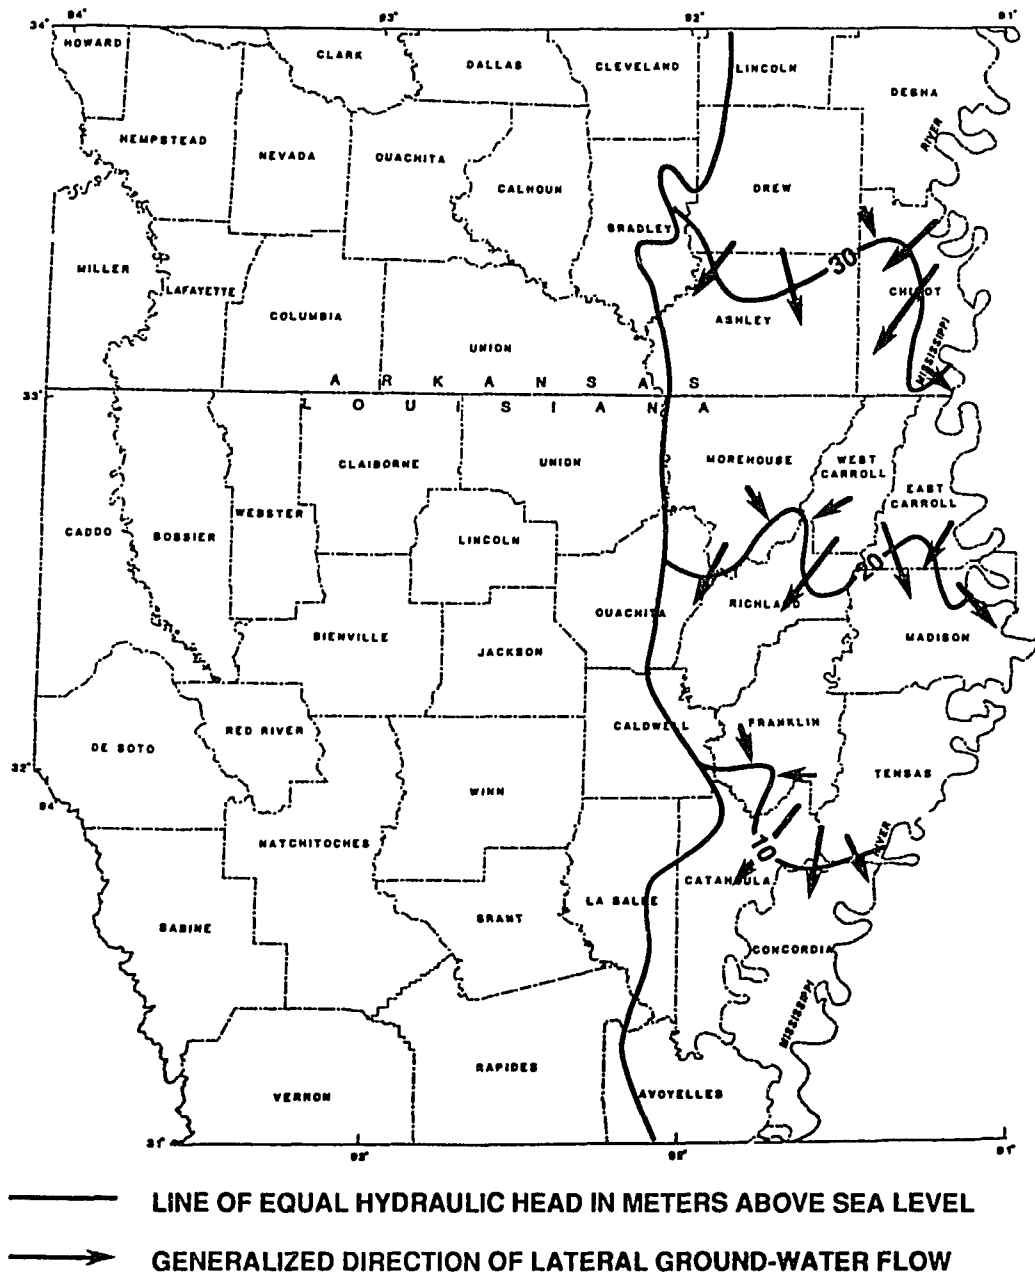 94°
93°
92°
91°
34°
HOWARD
CLARK
DALLAS
CLEVELAND
LINCOLN
DESHA
HEMPSTEAD
NEVADA
OUACHITA
CALHOUN
DREW
RIVER
BRADLEY
MILLER
LAFAYETTE
COLUMBIA
UNION
ASHLEY
30
CHICOT
MISSISSIPPI
ARKANSAS
33°
LOUISIANA
CLAIBORNE
UNION
MOREHOUSE
WEST
CARROLL
EAST
CARROLL
CADDO
BOSSIER
WEBSTER
LINCOLN
20
OUACHITA
RICHLAND
MADISON
BIENVILLE
JACKSON
DE SOTO
RED RIVER
CALDWELL
FRANKLIN
TENSAS
32°
94°
WINN
NATCHITOCHES
10
RIVER
CATAHOULA
LA SALLE
SABINE
GRANT
CONCORDIA
MISSISSIPPI
RAPIDES
VERNON
AVOYELLES
31°
93°
92°
91°
LINE OF EQUAL HYDRAULIC HEAD IN METERS ABOVE SEA LEVEL
GENERALIZED DIRECTION OF LATERAL GROUND-WATER FLOW